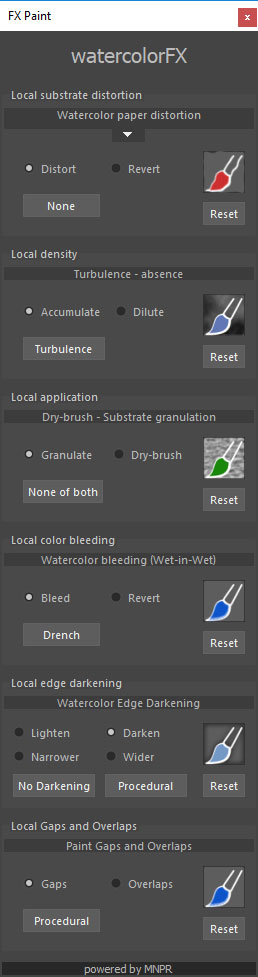 FX Paint x
watercolorFX
Local substrate distortion
Watercolor paper distortion
Distort Revert
None Reset
Local density
Turbulence - absence
Accumulate Dilute
Turbulence Reset
Local application
Dry-brush - Substrate granulation
Granulate Dry-brush
None of both Reset
Local color bleeding
Watercolor bleeding (Wet-in-Wet)
Bleed Revert
Drench Reset
Local edge darkening
Watercolor Edge Darkening
Lighten Darken
Narrower Wider
No Darkening Procedural Reset
Local Gaps and Overlaps
Paint Gaps and Overlaps
Gaps Overlaps
Procedural Reset
powered by MNPR